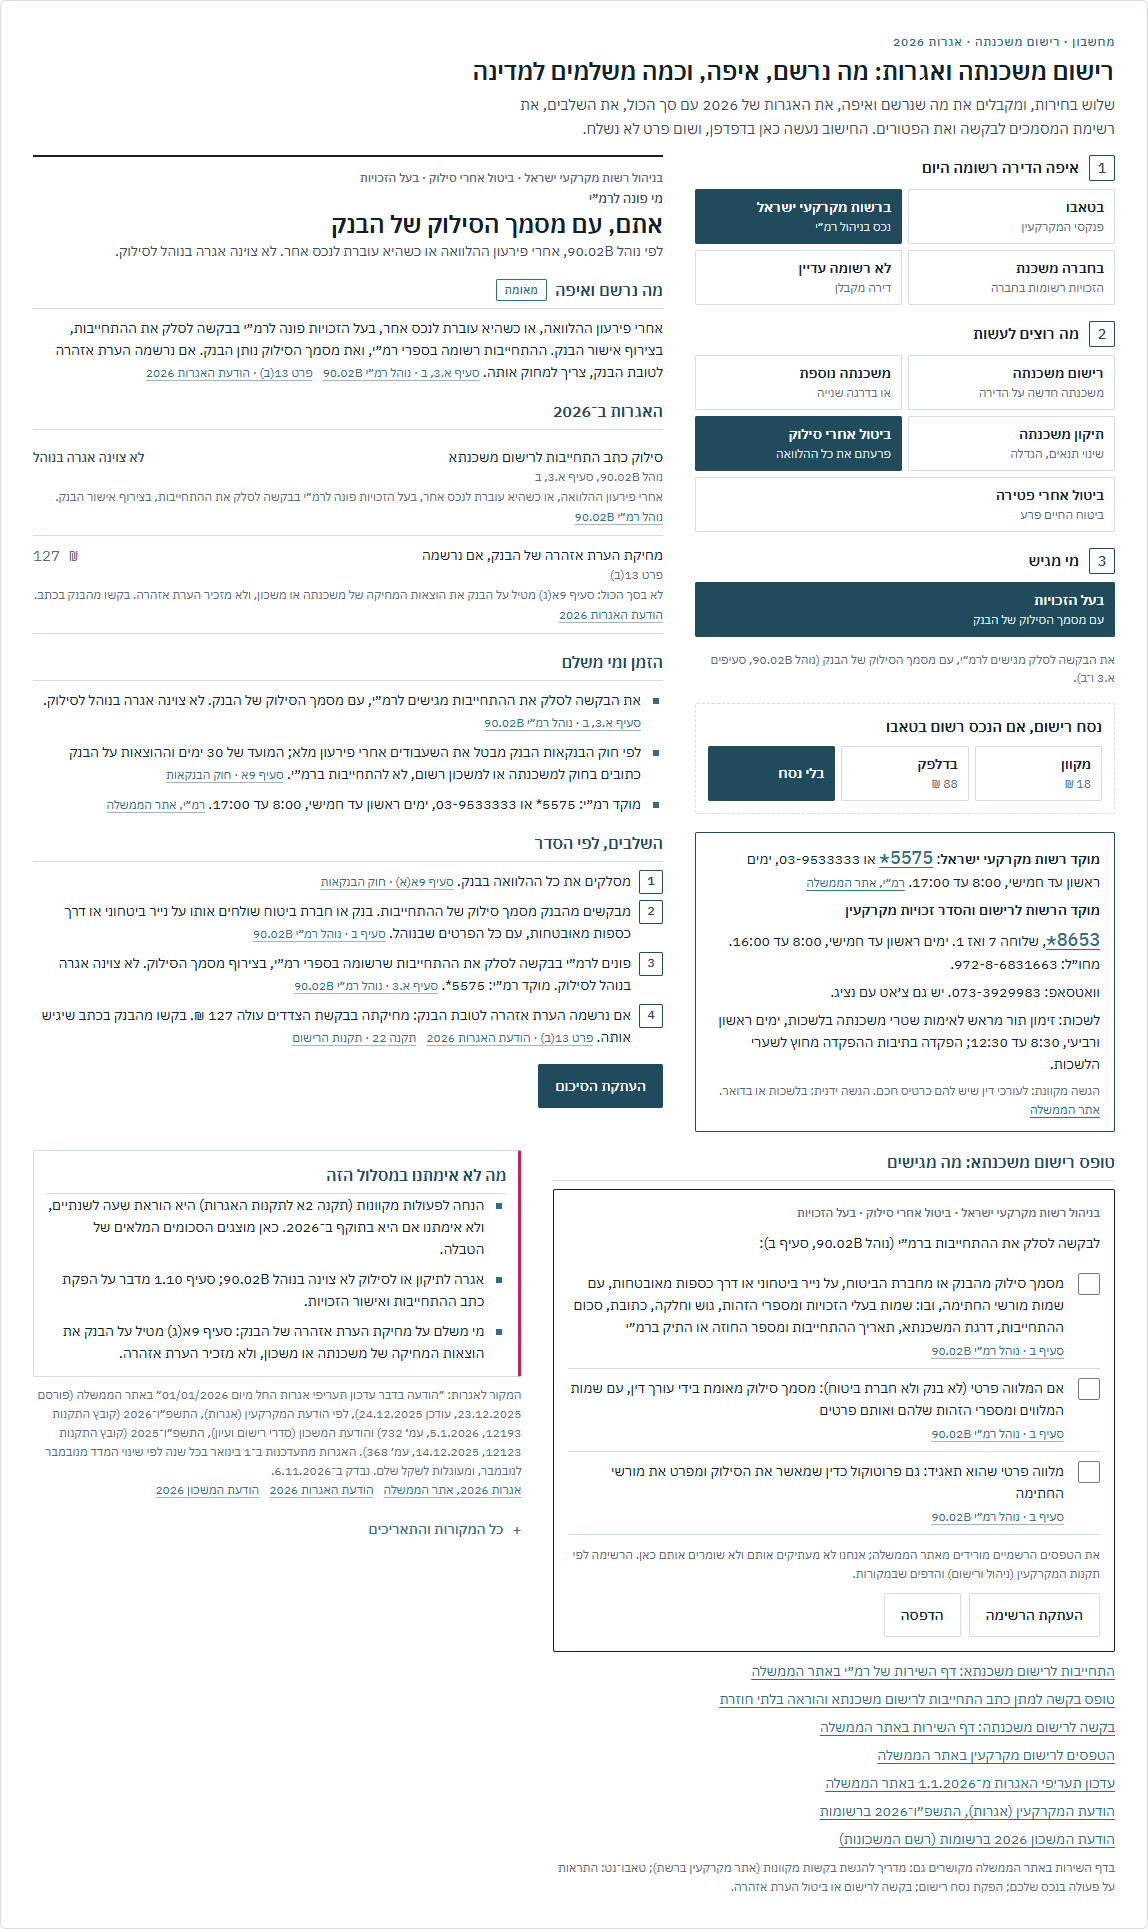 מחשבון · רישום משכנתה · אגרות 2026
רישום משכנתה ואגרות: מה נרשם, איפה, וכמה משלמים למדינה
שלוש בחירות, ומקבלים את מה שנרשם ואיפה, את האגרות של 2026 עם סך הכול, את השלבים, את
רשימת המסמכים לבקשה ואת הפטורים. החישוב נעשה כאן בדפדפן, ושום פרט לא נשלח.
1 איפה הדירה רשומה היום
בטאבו
פנקסי המקרקעין
ברשות מקרקעי ישראל
נכס בניהול רמ״י
בחברה משכנת
הזכויות רשומות בחברה
לא רשומה עדיין
דירה מקבלן
2 מה רוצים לעשות
רישום משכנתה
משכנתה חדשה על הדירה
משכנתה נוספת
או בדרגה שנייה
תיקון משכנתה
שינוי תנאים, הגדלה
ביטול אחרי סילוק
פרעתם את כל ההלוואה
ביטול אחרי פטירה
ביטוח החיים פרע
3 מי מגיש
בעל הזכויות
עם מסמך הסילוק של הבנק
את הבקשה לסלק מגישים לרמ״י, עם מסמך הסילוק של הבנק (נוהל 90.02B, סעיפים
א.3 ו־ב).
נסח רישום, אם הנכס רשום בטאבו
מקוון
18 ₪
בדלפק
88 ₪
בלי נסח
מוקד רשות מקרקעי ישראל: 5575* או 03-9533333, ימים
ראשון עד חמישי, 8:00 עד 17:00. רמ״י, אתר הממשלה
מוקד הרשות לרישום והסדר זכויות מקרקעין
8653*, שלוחה 7 ואז 1. ימים ראשון עד חמישי, 8:00 עד 16:00.
מחו״ל: 972-8-6831663.
וואטסאפ: 073-3929983. יש גם צ׳אט עם נציג.
לשכות: זימון תור מראש לאימות שטרי משכנתה בלשכות, ימים ראשון
ורביעי, 8:30 עד 12:30; הפקדה בתיבות ההפקדה מחוץ לשערי
הלשכות.
הגשה מקוונת: לעורכי דין שיש להם כרטיס חכם. הגשה ידנית: בלשכות או בדואר.
אתר הממשלה
בניהול רשות מקרקעי ישראל · ביטול אחרי סילוק · בעל הזכויות
מי פונה לרמ״י
אתם, עם מסמך הסילוק של הבנק
לפי נוהל 90.02B, אחרי פירעון ההלוואה או כשהיא עוברת לנכס אחר. לא צוינה אגרה בנוהל לסילוק.
מה נרשם ואיפה מאומת
אחרי פירעון ההלוואה, או כשהיא עוברת לנכס אחר, בעל הזכויות פונה לרמ״י בבקשה לסלק את ההתחייבות,
בצירוף אישור הבנק. ההתחייבות רשומה בספרי רמ״י, ואת מסמך הסילוק נותן הבנק. אם נרשמה הערת אזהרה
לטובת הבנק, צריך למחוק אותה. סעיף א.3, ב · נוהל רמ״י 90.02B פרט 13(ב) · הודעת האגרות 2026
האגרות ב־2026
סילוק כתב התחייבות לרישום משכנתא לא צוינה אגרה בנוהל
נוהל 90.02B, סעיף א.3, ב
אחרי פירעון ההלוואה, או כשהיא עוברת לנכס אחר, בעל הזכויות פונה לרמ״י בבקשה לסלק את ההתחייבות, בצירוף אישור הבנק.
נוהל רמ״י 90.02B
מחיקת הערת אזהרה של הבנק, אם נרשמה 127 ₪
פרט 13(ב)
לא בסך הכול: סעיף 9א(ג) מטיל על הבנק את הוצאות המחיקה של משכנתה או משכון, ולא מזכיר הערת אזהרה. בקשו מהבנק בכתב.
הודעת האגרות 2026
הזמן ומי משלם
את הבקשה לסלק את ההתחייבות מגישים לרמ״י, עם מסמך הסילוק של הבנק. לא צוינה אגרה בנוהל לסילוק.
סעיף א.3, ב · נוהל רמ״י 90.02B
לפי חוק הבנקאות הבנק מבטל את השעבודים אחרי פירעון מלא; המועד של 30 ימים וההוצאות על הבנק
כתובים בחוק למשכנתה או למשכון רשום, לא להתחייבות ברמ״י. סעיף 9א · חוק הבנקאות
מוקד רמ״י: 5575* או 03-9533333, ימים ראשון עד חמישי, 8:00 עד 17:00. רמ״י, אתר הממשלה
השלבים, לפי הסדר
1 מסלקים את כל ההלוואה בבנק. סעיף 9א(א) · חוק הבנקאות
2 מבקשים מהבנק מסמך סילוק של ההתחייבות. בנק או חברת ביטוח שולחים אותו על נייר ביטחוני או דרך
כספות מאובטחות, עם כל הפרטים שבנוהל. סעיף ב · נוהל רמ״י 90.02B
3 פונים לרמ״י בבקשה לסלק את ההתחייבות שרשומה בספרי רמ״י, בצירוף מסמך הסילוק. לא צוינה אגרה
בנוהל לסילוק. מוקד רמ״י: 5575*. סעיף א.3 · נוהל רמ״י 90.02B
4 אם נרשמה הערת אזהרה לטובת הבנק: מחיקתה בבקשת הצדדים עולה 127 ₪. בקשו מהבנק בכתב שיגיש
אותה. פרט 13(ב) · הודעת האגרות 2026 תקנה 22 · תקנות הרישום
העתקת הסיכום
טופס רישום משכנתא: מה מגישים
בניהול רשות מקרקעי ישראל · ביטול אחרי סילוק · בעל הזכויות
לבקשה לסלק את ההתחייבות ברמ״י (נוהל 90.02B, סעיף ב):
מסמך סילוק מהבנק או מחברת הביטוח, על נייר ביטחוני או דרך כספות מאובטחות, עם
שמות מורשי החתימה, ובו: שמות בעלי הזכויות ומספרי הזהות, גוש וחלקה, כתובת, סכום
ההתחייבות, דרגת המשכנתא, תאריך ההתחייבות ומספר החוזה או התיק ברמ״י
סעיף ב · נוהל רמ״י 90.02B
אם המלווה פרטי (לא בנק ולא חברת ביטוח): מסמך סילוק מאומת בידי עורך דין, עם שמות
המלווים ומספרי הזהות שלהם ואותם פרטים
סעיף ב · נוהל רמ״י 90.02B
מלווה פרטי שהוא תאגיד: גם פרוטוקול כדין שמאשר את הסילוק ומפרט את מורשי
החתימה
סעיף ב · נוהל רמ״י 90.02B
את הטפסים הרשמיים מורידים מאתר הממשלה; אנחנו לא מעתיקים אותם ולא שומרים אותם כאן. הרשימה לפי
תקנות המקרקעין (ניהול ורישום) והדפים שבמקורות.
העתקת הרשימה
הדפסה
התחייבות לרישום משכנתא: דף השירות של רמ״י באתר הממשלה
טופס בקשה למתן כתב התחייבות לרישום משכנתא והוראה בלתי חוזרת
בקשה לרישום משכנתה: דף השירות באתר הממשלה
הטפסים לרישום מקרקעין באתר הממשלה
עדכון תעריפי האגרות מ־1.1.2026 באתר הממשלה
הודעת המקרקעין (אגרות), התשפ״ו־2026 ברשומות
הודעת המשכון 2026 ברשומות (רשם המשכונות)
בדף השירות באתר הממשלה מקושרים גם: מדריך להגשת בקשות מקוונות (אתר מקרקעין ברשת); טאבו־נט: התראות
על פעולה בנכס שלכם; הפקת נסח רישום; בקשה לרישום או ביטול הערת אזהרה.
מה לא אימתנו במסלול הזה
הנחה לפעולות מקוונות (תקנה 2א לתקנות האגרות) היא הוראת שעה לשנתיים,
ולא אימתנו אם היא בתוקף ב־2026. כאן מוצגים הסכומים המלאים של
הטבלה.
אגרה לתיקון או לסילוק לא צוינה בנוהל 90.02B; סעיף 1.10 מדבר על הפקת
כתב ההתחייבות ואישור הזכויות.
מי משלם על מחיקת הערת אזהרה של הבנק: סעיף 9א(ג) מטיל על הבנק את
הוצאות המחיקה של משכנתה או משכון, ולא מזכיר הערת אזהרה.
המקור לאגרות: ״הודעה בדבר עדכון תעריפי אגרות החל מיום 01/01/2026״ באתר הממשלה (פורסם
23.12.2025, עודכן 24.12.2025), לפי הודעת המקרקעין (אגרות), התשפ״ו־2026 (קובץ התקנות
12193, 5.1.2026, עמ׳ 732) והודעת המשכון (סדרי רישום ועיון), התשפ״ו־2025 (קובץ התקנות
12123, 14.12.2025, עמ׳ 368). האגרות מתעדכנות ב־1 בינואר בכל שנה לפי שינוי המדד מנובמבר
לנובמבר, ומעוגלות לשקל שלם. נבדק ב־6.11.2026.
אגרות 2026, אתר הממשלה הודעת האגרות 2026 הודעת המשכון 2026
+ כל המקורות והתאריכים